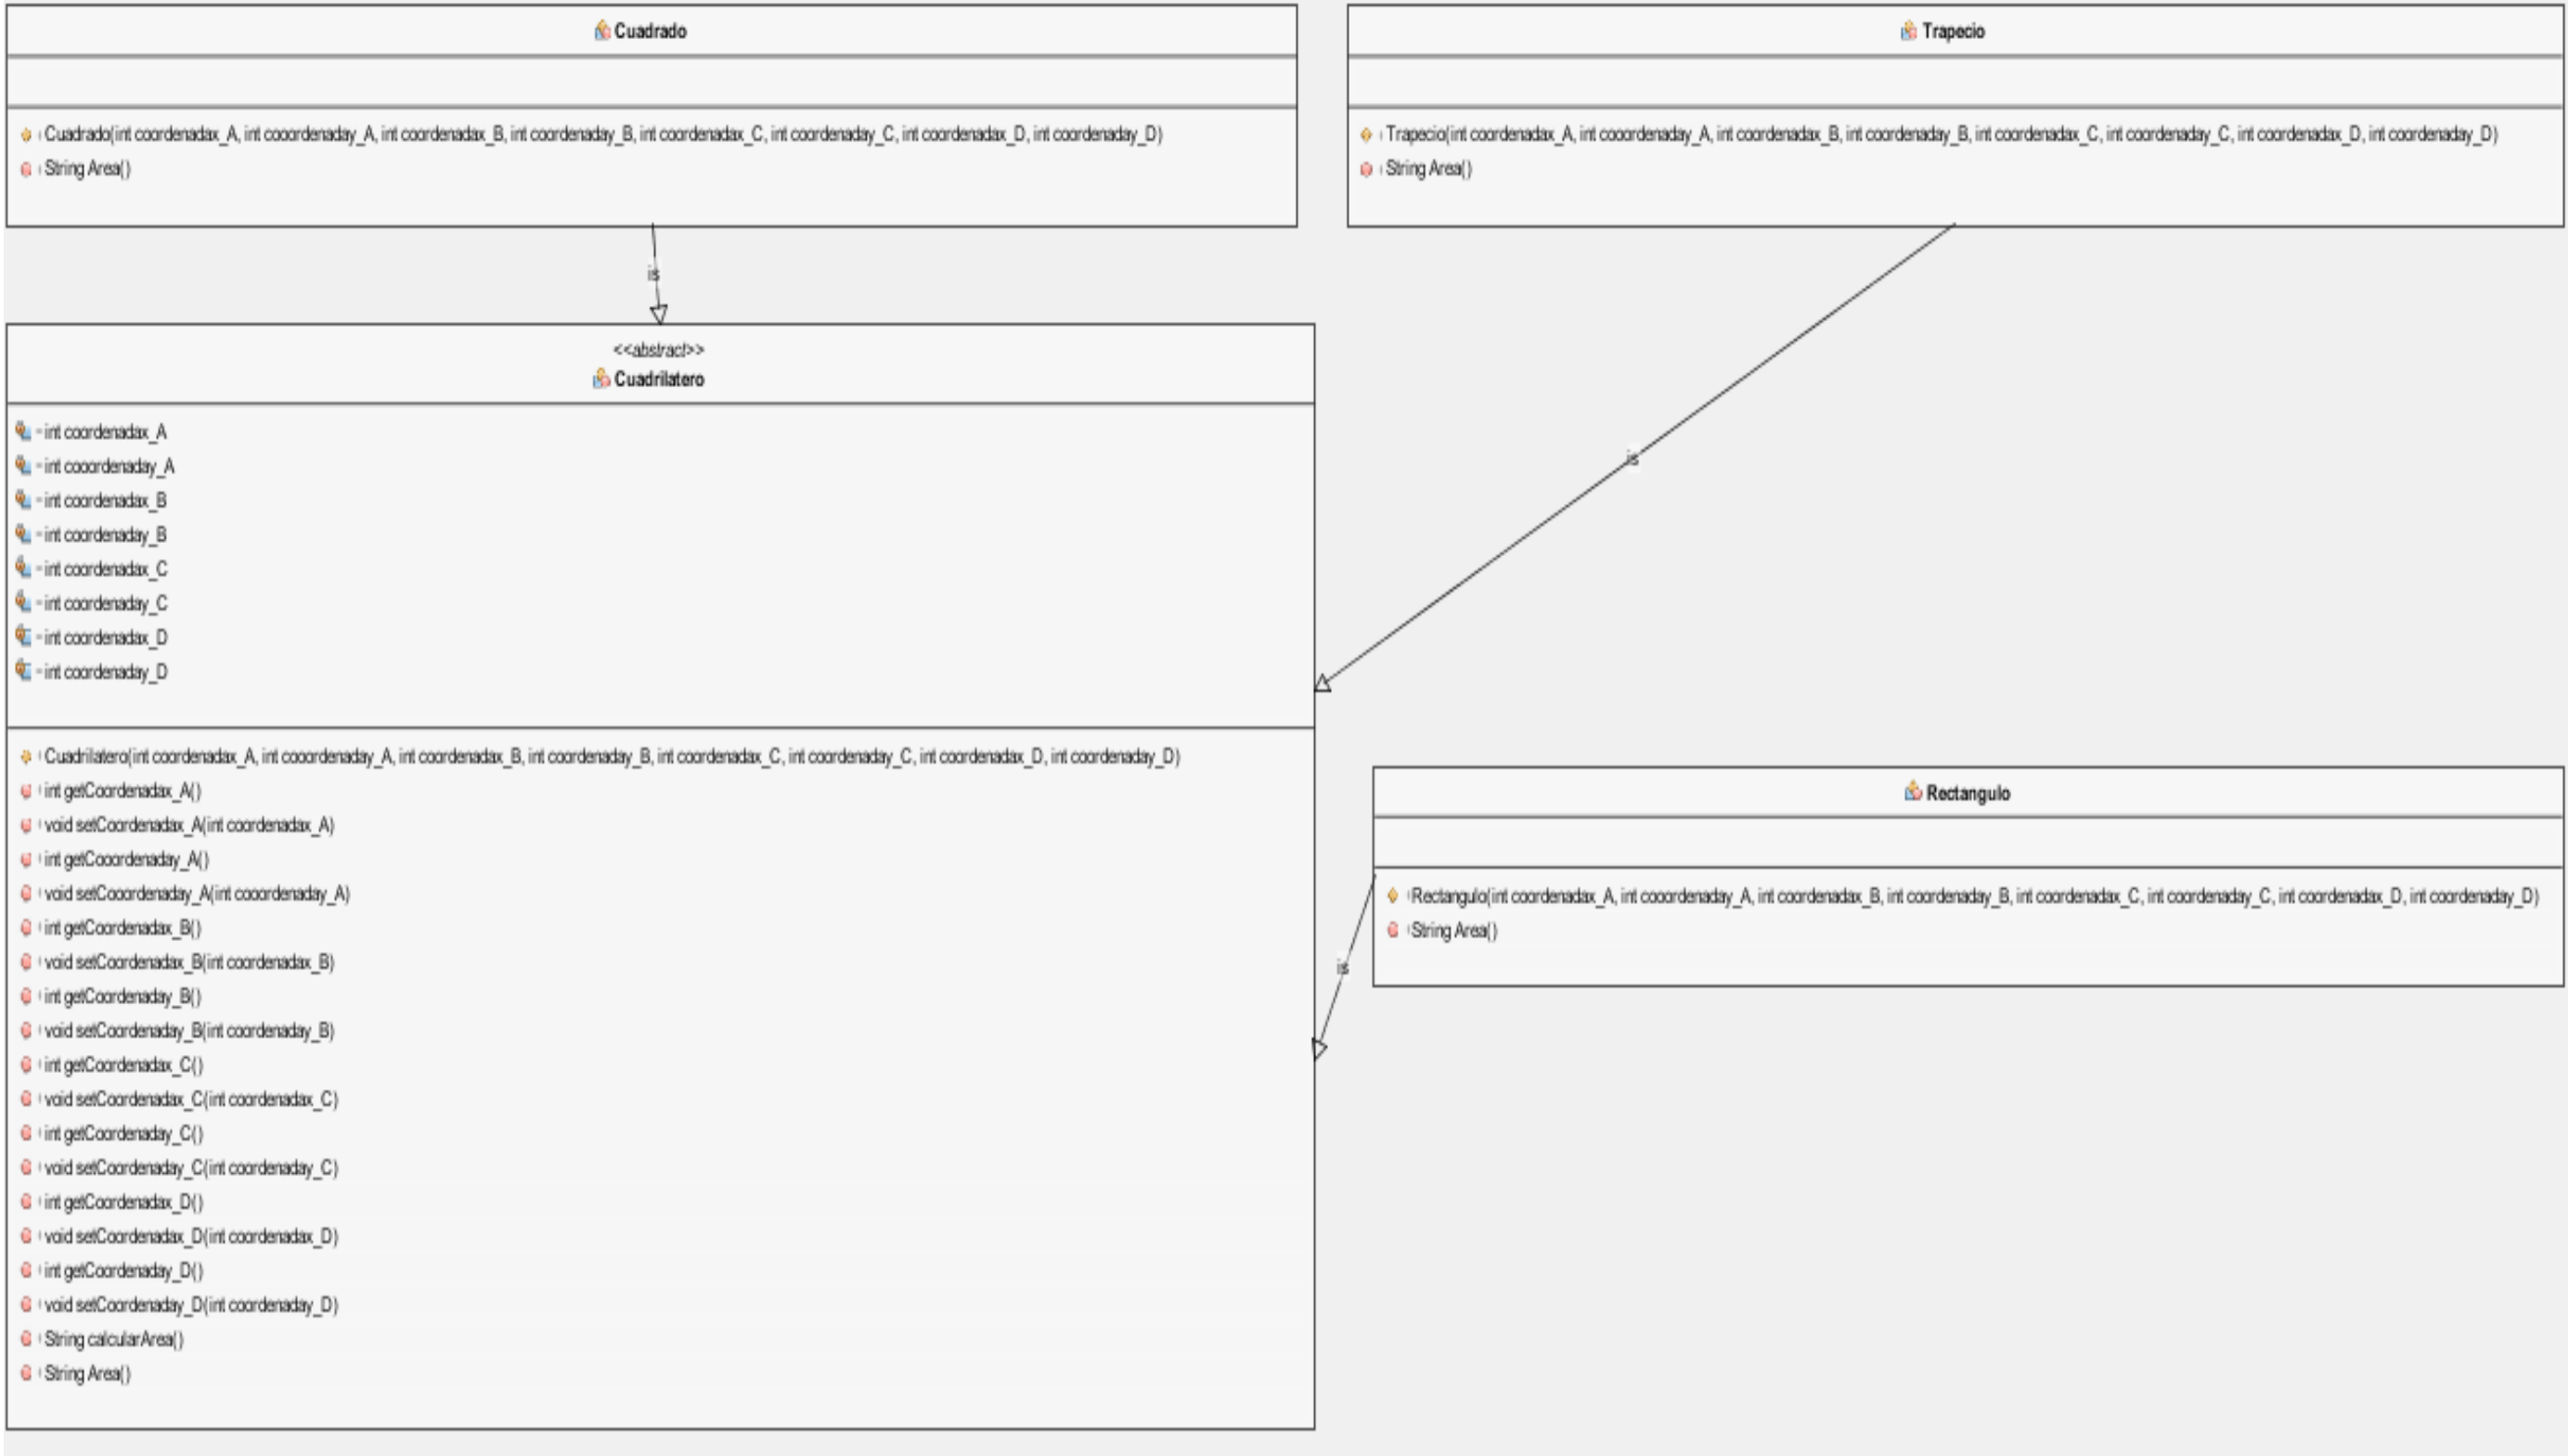 Cuadrado
Cuadrado(int coordenadax_A, int cooordenaday_A, int coordenadax_B, int coordenaday_B, int coordenadax_C, int coordenaday_C, int coordenadax_D, int coordenaday_D)
String Area()
Trapecio
Trapecio(int coordenadax_A, int cooordenaday_A, int coordenadax_B, int coordenaday_B, int coordenadax_C, int coordenaday_C, int coordenadax_D, int coordenaday_D)
String Area()
is
<<abstract>>
Cuadrilatero
- int coordenadax_A
- int cooordenaday_A
- int coordenadax_B
- int coordenaday_B
- int coordenadax_C
- int coordenaday_C
- int coordenadax_D
- int coordenaday_D
is
Cuadrilatero(int coordenadax_A, int cooordenaday_A, int coordenadax_B, int coordenaday_B, int coordenadax_C, int coordenaday_C, int coordenadax_D, int coordenaday_D)
int getCoordenadax_A()
void setCoordenadax_A(int coordenadax_A)
int getCooordenaday_A()
void setCooordenaday_A(int cooordenaday_A)
int getCoordenadax_B()
void setCoordenadax_B(int coordenadax_B)
int getCoordenaday_B()
void setCoordenaday_B(int coordenaday_B)
int getCoordenadax_C()
void setCoordenadax_C(int coordenadax_C)
int getCoordenaday_C()
void setCoordenaday_C(int coordenaday_C)
int getCoordenadax_D()
void setCoordenadax_D(int coordenadax_D)
int getCoordenaday_D()
void setCoordenaday_D(int coordenaday_D)
String calcularArea()
String Area()
Rectangulo
Rectangulo(int coordenadax_A, int cooordenaday_A, int coordenadax_B, int coordenaday_B, int coordenadax_C, int coordenaday_C, int coordenadax_D, int coordenaday_D)
String Area()
is